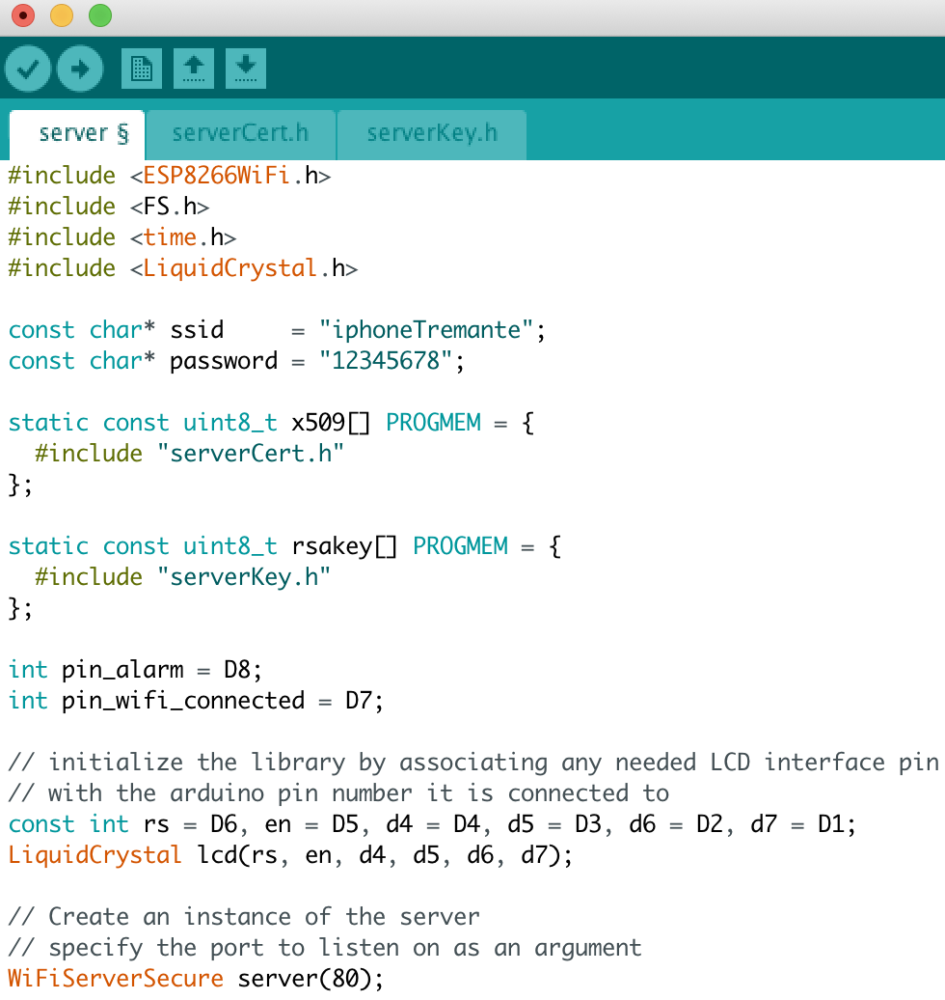 server § serverCert.h serverKey.h
#include <ESP8266WiFi.h>
#include <FS.h>
#include <time.h>
#include <LiquidCrystal.h>
const char* ssid     = "iphoneTremante";
const char* password = "12345678";
static const uint8_t x509[] PROGMEM = {
  #include "serverCert.h"
};
static const uint8_t rsakey[] PROGMEM = {
  #include "serverKey.h"
};
int pin_alarm = D8;
int pin_wifi_connected = D7;
// initialize the library by associating any needed LCD interface pin
// with the arduino pin number it is connected to
const int rs = D6, en = D5, d4 = D4, d5 = D3, d6 = D2, d7 = D1;
LiquidCrystal lcd(rs, en, d4, d5, d6, d7);
// Create an instance of the server
// specify the port to listen on as an argument
WiFiServerSecure server(80);